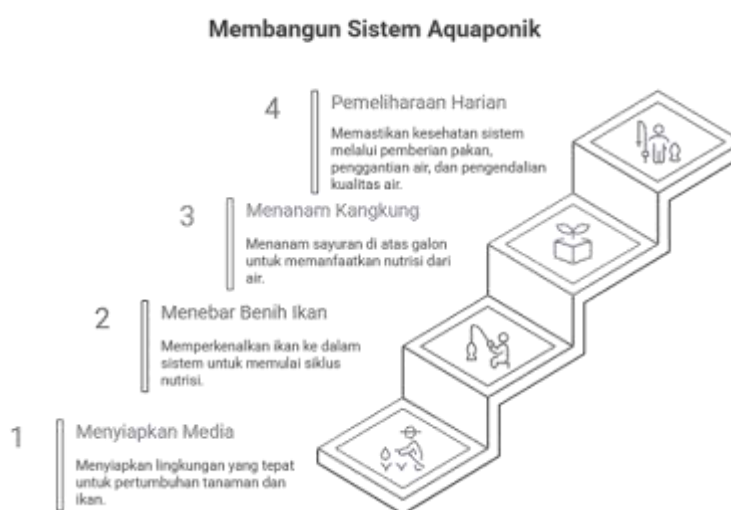 Membangun Sistem Aquaponik
4
Pemeliharaan Harian
Memastikan kesehatan sistem
melalui pemberian pakan,
penggantian air, dan pengendalian
kualitas air.
3
Menanam Kangkung
Menanam sayuran di atas galon
untuk memanfaatkan nutrisi dari
air.
2
Menebar Benih Ikan
Memperkenalkan ikan ke dalam
sistem untuk memulai siklus
nutrisi.
1
Menyiapkan Media
Menyiapkan lingkungan yang tepat
untuk pertumbuhan tanaman dan
ikan.